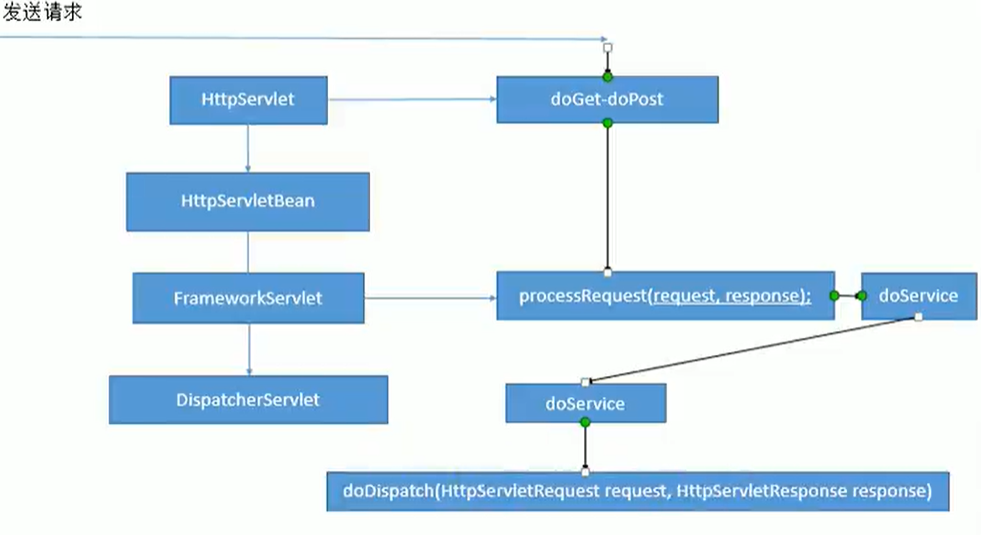 发送请求
HttpServlet
doGet-doPost
HttpServletBean
FrameworkServlet
processRequest(request, response);
doService
DispatcherServlet
doService
doDispatch(HttpServletRequest request, HttpServletResponse response)